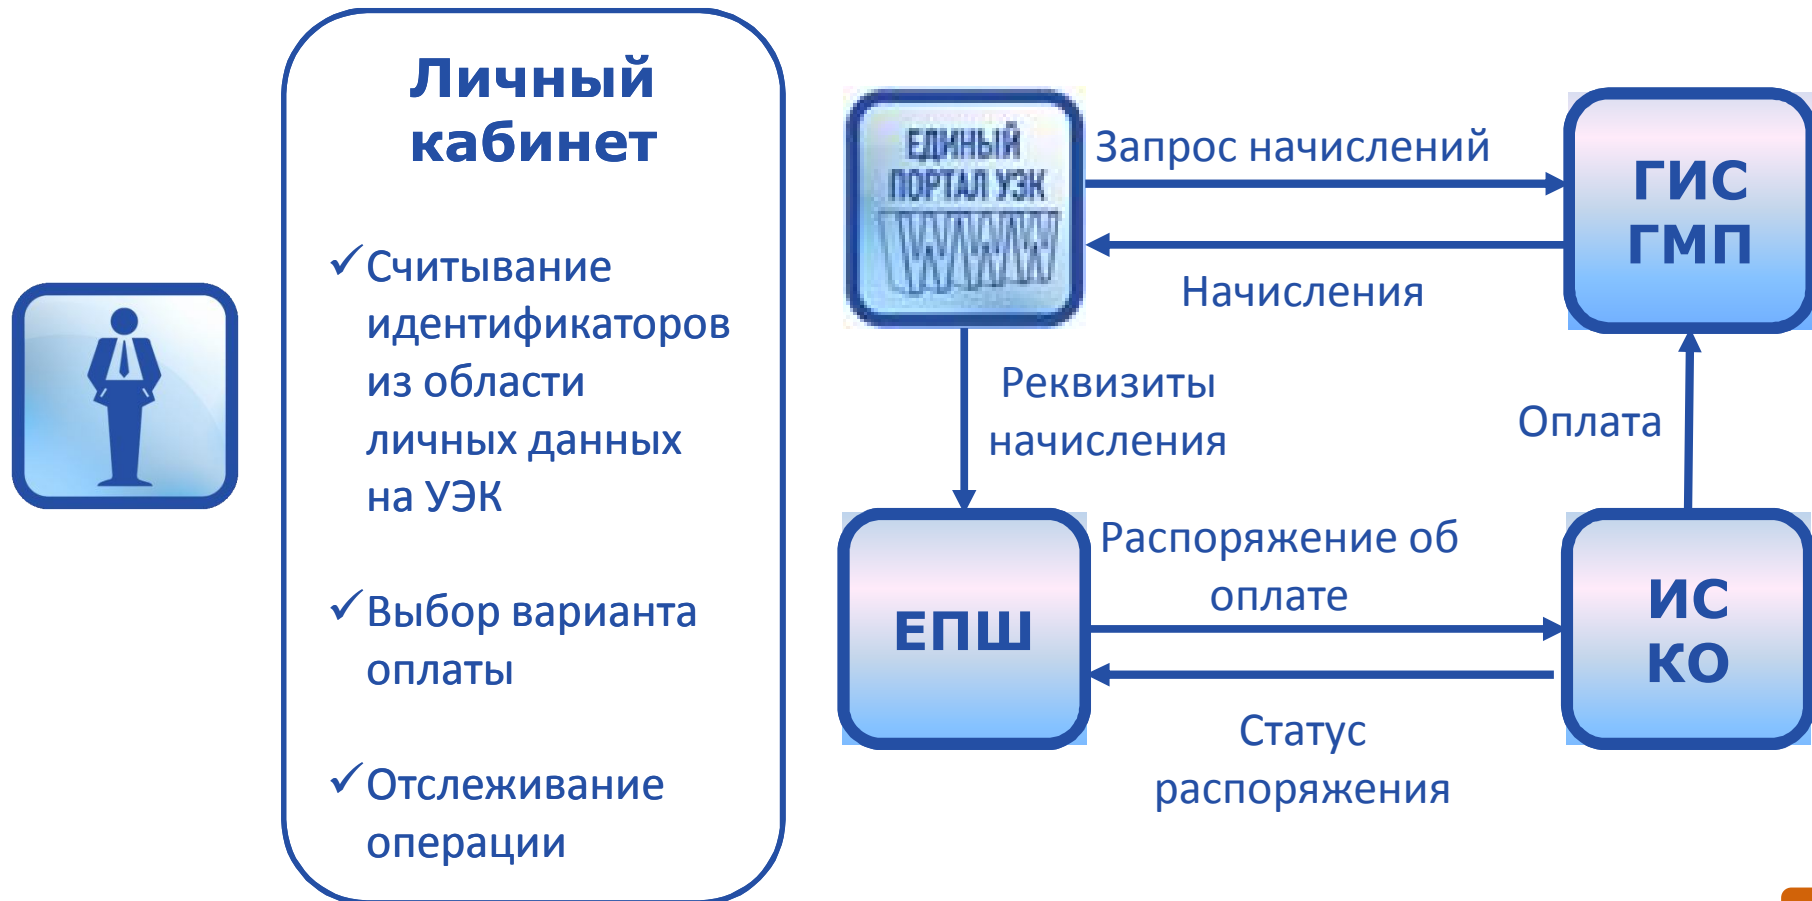 Личный
кабинет
Считывание
идентификаторов
из области
личных данных
на УЭК
Выбор варианта
оплаты
Отслеживание
операции
ЕДИНЫЙ
ПОРТАЛ УЭК
WWW
Запрос начислений
Начисления
ГИС
ГМП
Реквизиты
начисления
Оплата
ЕПШ
Распоряжение об
оплате
Статус
распоряжения
ИС
КО